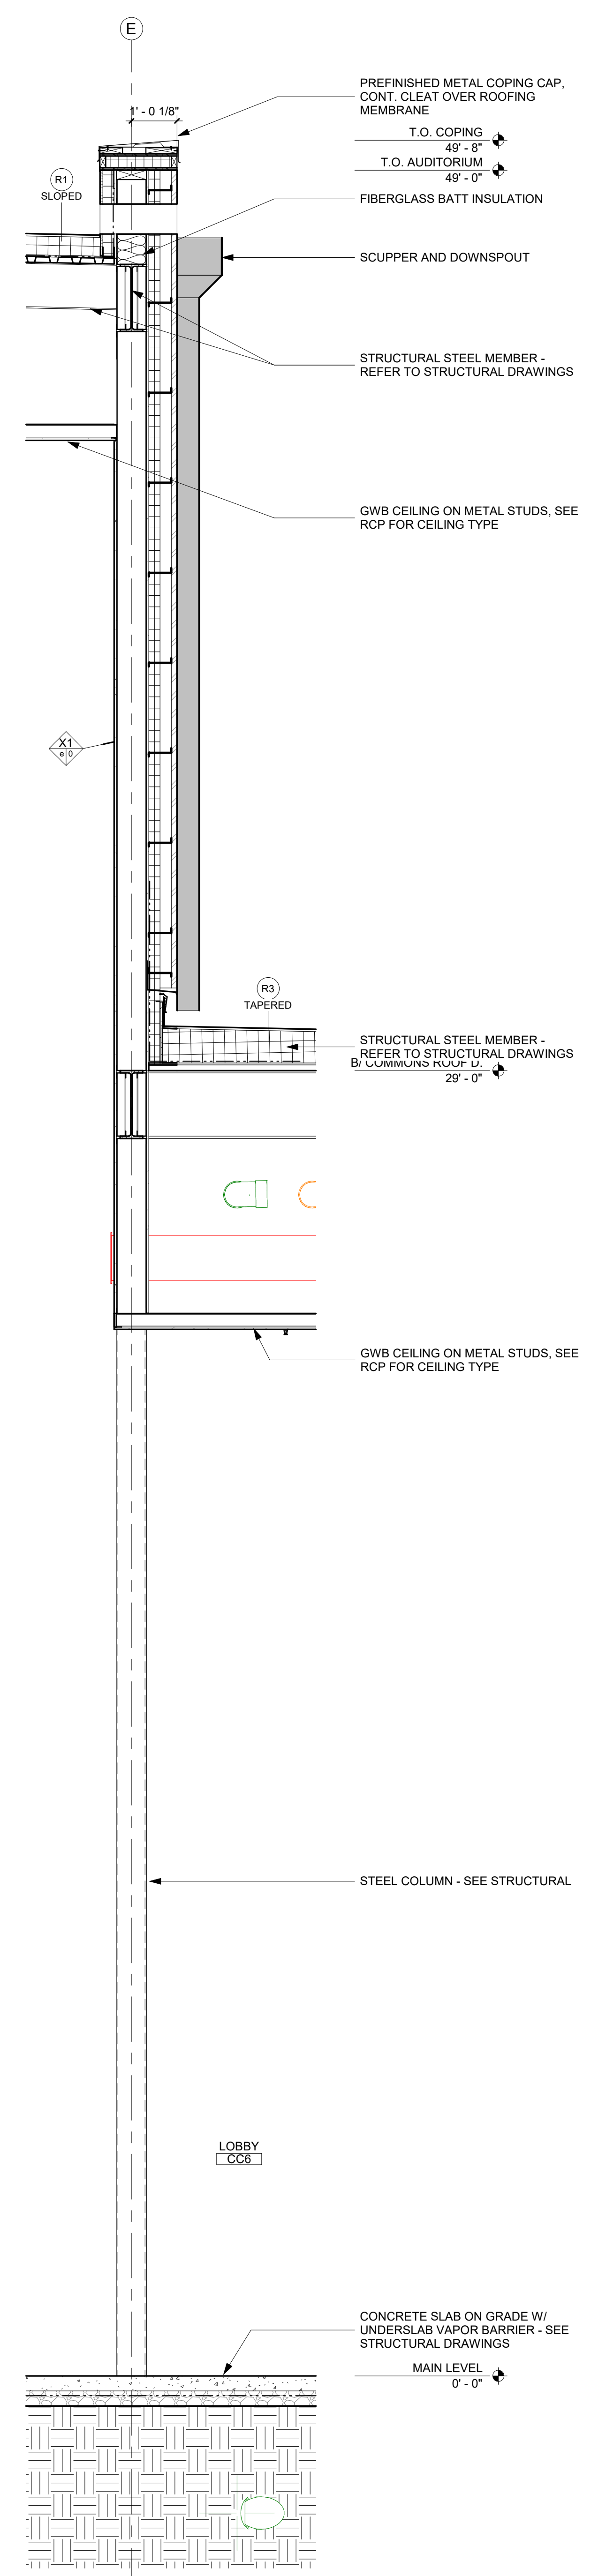 E
PREFINISHED METAL COPING CAP,
CONT. CLEAT OVER ROOFING
MEMBRANE
1' - 0 1/8"
T.O. COPING
49' - 8"
T.O. AUDITORIUM
49' - 0"
R1
SLOPED
FIBERGLASS BATT INSULATION
SCUPPER AND DOWNSPOUT
STRUCTURAL STEEL MEMBER -
REFER TO STRUCTURAL DRAWINGS
GWB CEILING ON METAL STUDS, SEE
RCP FOR CEILING TYPE
X1
e 0
R3
TAPERED
STRUCTURAL STEEL MEMBER -
REFER TO STRUCTURAL DRAWINGS
B/ COMMONS ROOF D.
29' - 0"
GWB CEILING ON METAL STUDS, SEE
RCP FOR CEILING TYPE
STEEL COLUMN - SEE STRUCTURAL
LOBBY
CC6
CONCRETE SLAB ON GRADE W/
UNDERSLAB VAPOR BARRIER - SEE
STRUCTURAL DRAWINGS
MAIN LEVEL
0' - 0"